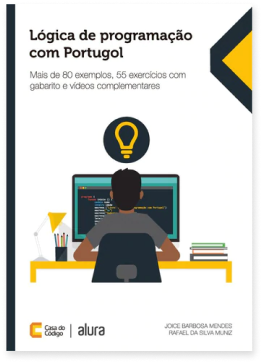 Lógica de programação
com Portugol
Mais de 80 exemplos, 55 exercícios com
gabarito e vídeos complementares
Casa do
Código
alura
JOICE BARBOSA MENDES
RAFAEL DA SILVA MUNIZ